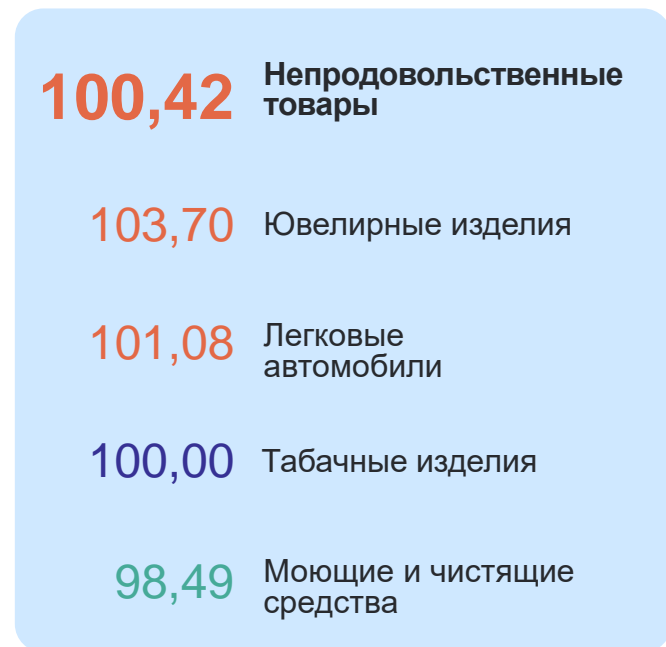 100,42 Непродовольственные
товары
103,70 Ювелирные изделия
101,08 Легковые
автомобили
100,00 Табачные изделия
98,49 Моющие и чистящие
средства